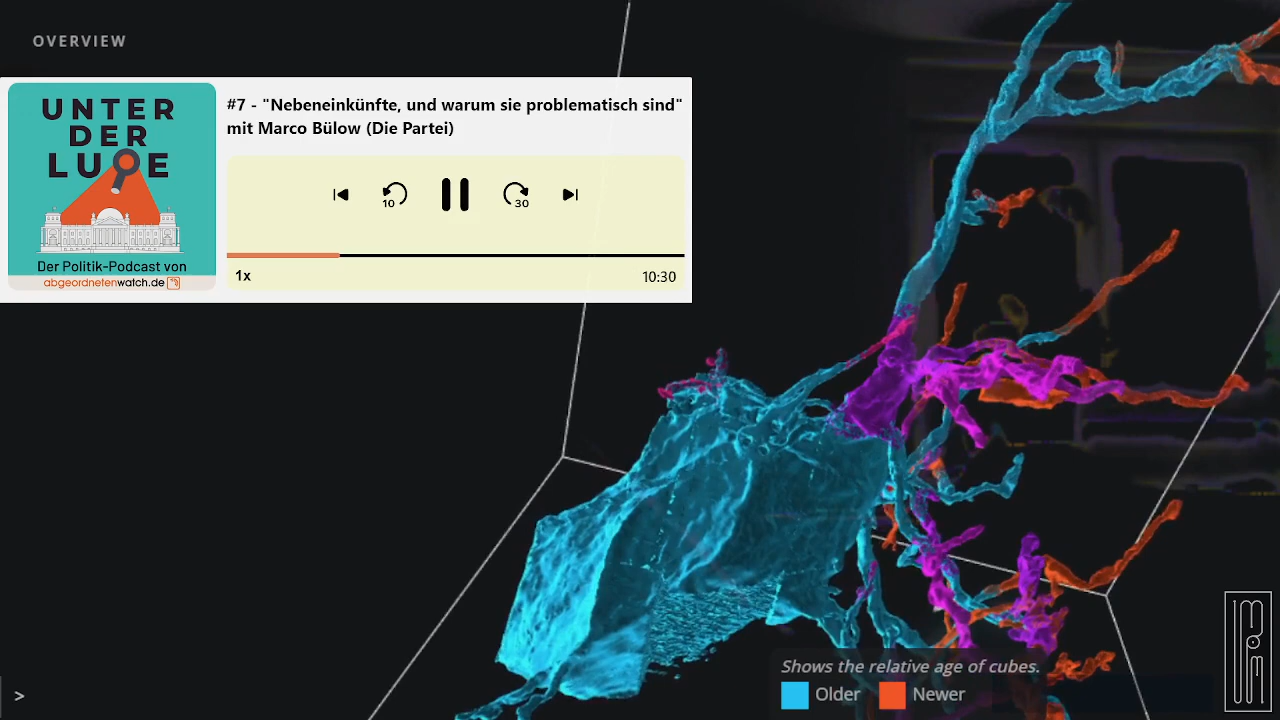 OVERVIEW
UNTER
DER
LUPE
Der Politik-Podcast von
abgeordnetenwatch.de
#7 - "Nebeneinkünfte, und warum sie problematisch sind"
mit Marco Bülow (Die Partei)
10
30
1x
10:30
Shows the relative age of cubes.
Older
Newer
>